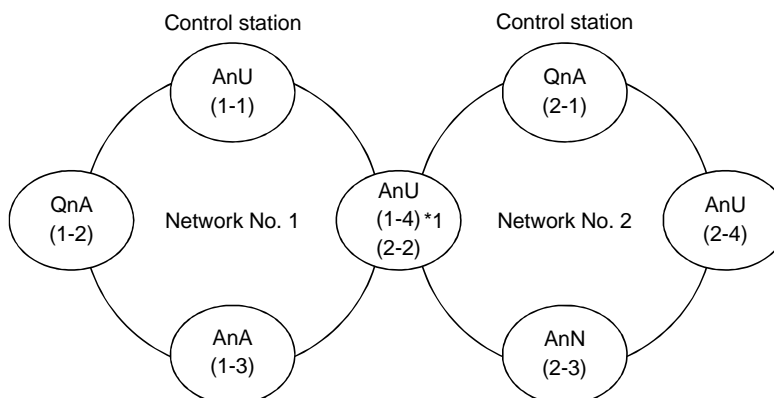 Control station
Control station
AnU
(1-1)
QnA
(2-1)
QnA
(1-2)
Network No. 1
AnU
(1-4) *1
(2-2)
Network No. 2
AnU
(2-4)
AnA
(1-3)
AnN
(2-3)